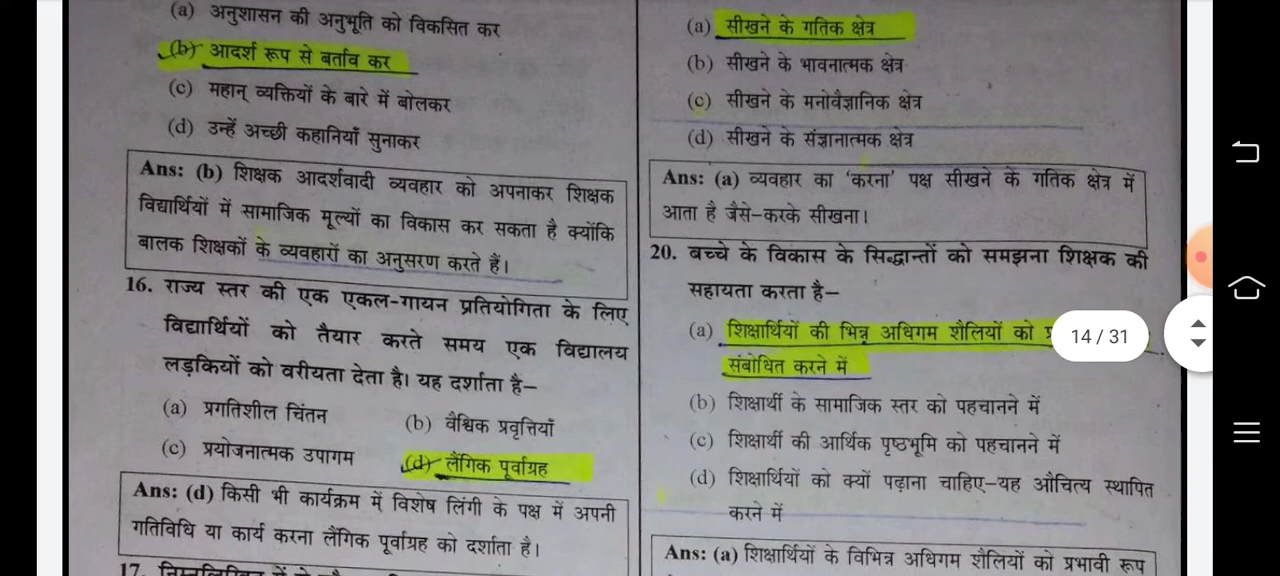 (a) अनुशासन की अनुभूति को विकसित कर
(b) आदर्श रूप से बर्ताव कर
(c) महान् व्यक्तियों के बारे में बोलकर
(d) उन्हें अच्छी कहानियाँ सुनाकर
Ans: (b) शिक्षक आदर्शवादी व्यवहार को अपनाकर शिक्षक
विद्यार्थियों में सामाजिक मूल्यों का विकास कर सकता है क्योंकि
बालक शिक्षकों के व्यवहारों का अनुसरण करते हैं।
16. राज्य स्तर की एक एकल-गायन प्रतियोगिता के लिए
विद्यार्थियों को तैयार करते समय एक विद्यालय
लड़कियों को वरीयता देता है। यह दर्शाता है–
(a) प्रगतिशील चिंतन (b) वैश्विक प्रवृत्तियाँ
(c) प्रयोजनात्मक उपागम (d) लैंगिक पूर्वाग्रह
Ans: (d) किसी भी कार्यक्रम में विशेष लिंगी के पक्ष में अपनी
गतिविधि या कार्य करना लैंगिक पूर्वाग्रह को दर्शाता है।
17. निम्नलिखित में से
(a) सीखने के गतिक क्षेत्र
(b) सीखने के भावनात्मक क्षेत्र
(c) सीखने के मनोवैज्ञानिक क्षेत्र
(d) सीखने के संज्ञानात्मक क्षेत्र
Ans: (a) व्यवहार का ‘करना’ पक्ष सीखने के गतिक क्षेत्र में
आता है जैसे–करके सीखना।
20. बच्चे के विकास के सिद्धान्तों को समझना शिक्षक की
सहायता करता है–
(a) शिक्षार्थियों की भिन्न अधिगम शैलियों को
संबोधित करने में
(b) शिक्षार्थी के सामाजिक स्तर को पहचानने में
(c) शिक्षार्थी की आर्थिक पृष्ठभूमि को पहचानने में
(d) शिक्षार्थियों को क्यों पढ़ाना चाहिए–यह औचित्य स्थापित
करने में
Ans: (a) शिक्षार्थियों के विभिन्न अधिगम शैलियों को प्रभावी रूप
14 / 31